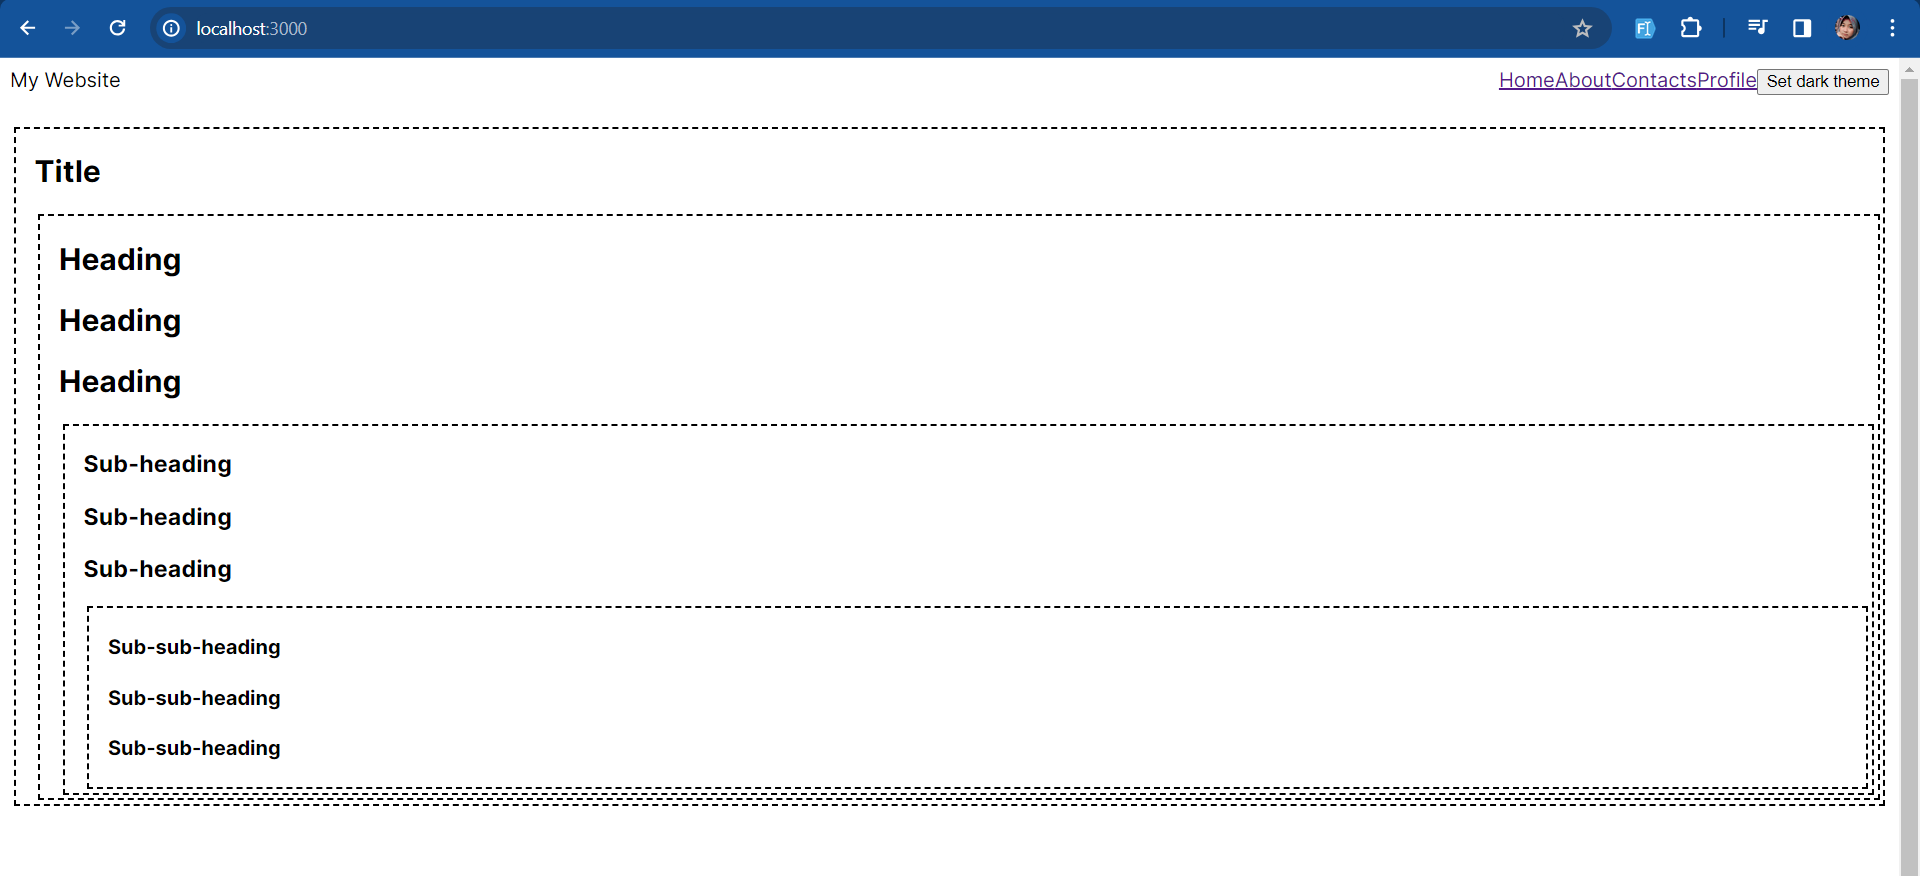 localhost:3000
My Website HomeAboutContactsProfile Set dark theme
Title
Heading
Heading
Heading
Sub-heading
Sub-heading
Sub-heading
Sub-sub-heading
Sub-sub-heading
Sub-sub-heading